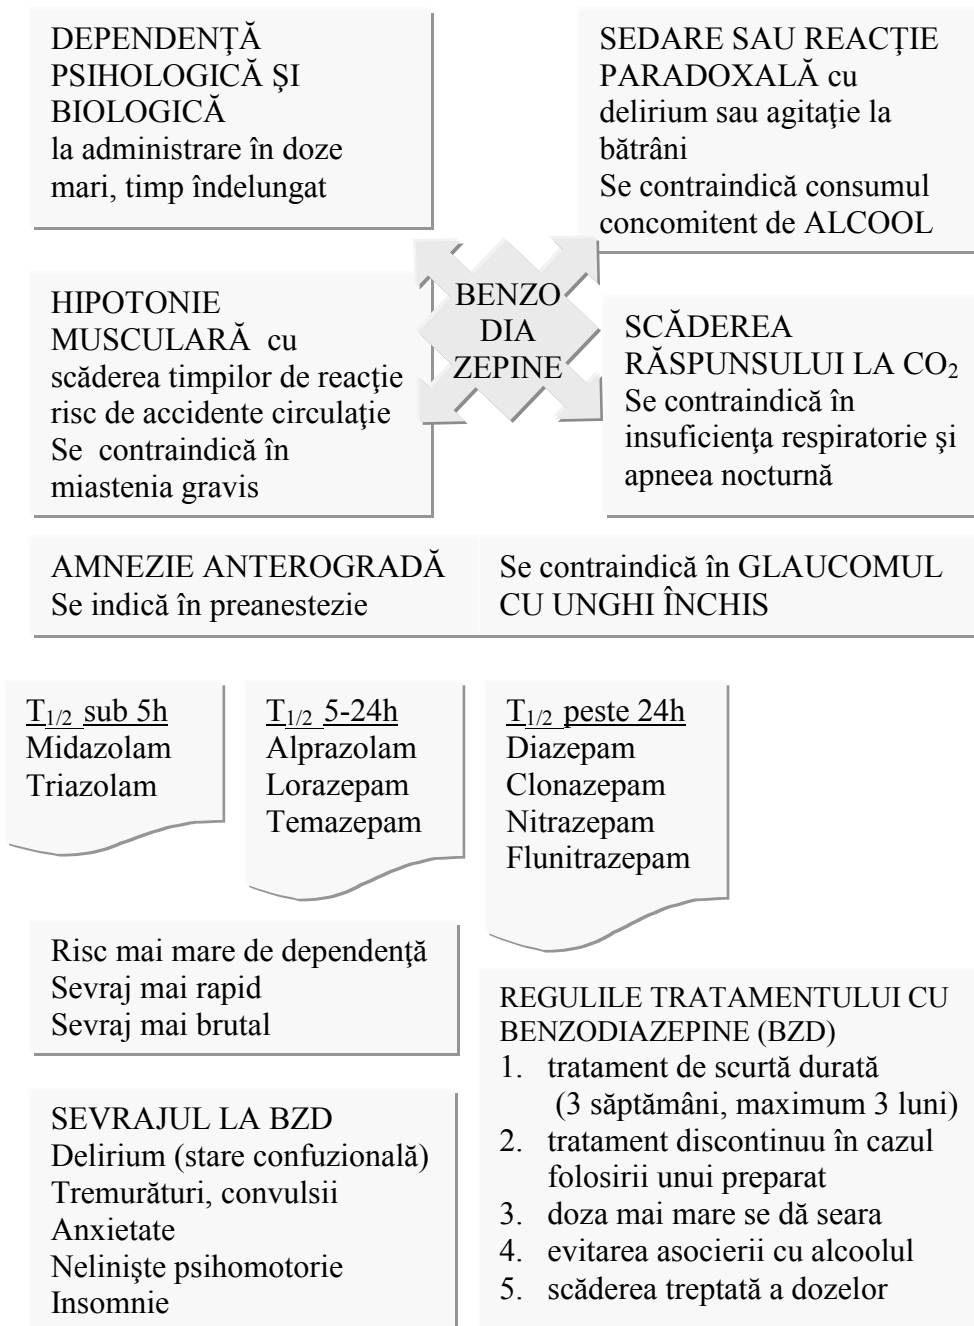 DEPENDENŢĂ
PSIHOLOGICĂ ŞI
BIOLOGICĂ
la administrare în doze
mari, timp îndelungat
SEDARE SAU REACŢIE
PARADOXALĂ cu
delirium sau agitaţie la
bătrâni
Se contraindică consumul
concomitent de ALCOOL
BENZO
DIA
ZEPINE
HIPOTONIE
MUSCULARĂ cu
scăderea timpilor de reacţie
risc de accidente circulaţie
Se contraindică în
miastenia gravis
SCĂDEREA
RĂSPUNSULUI LA CO₂
Se contraindică în
insuficienţa respiratorie şi
apneea nocturnă
AMNEZIE ANTEROGRADĂ
Se indică în preanestezie
Se contraindică în GLAUCOMUL
CU UNGHI ÎNCHIS
T1/2 sub 5h
Midazolam
Triazolam
T1/2 5-24h
Alprazolam
Lorazepam
Temazepam
T1/2 peste 24h
Diazepam
Clonazepam
Nitrazepam
Flunitrazepam
Risc mai mare de dependenţă
Sevraj mai rapid
Sevraj mai brutal
SEVRAJUL LA BZD
Delirium (stare confuzională)
Tremurături, convulsii
Anxietate
Nelinişte psihomotorie
Insomnie
REGULILE TRATAMENTULUI CU
BENZODIAZEPINE (BZD)
1. tratament de scurtă durată
(3 săptămâni, maximum 3 luni)
2. tratament discontinuu în cazul
folosirii unui preparat
3. doza mai mare se dă seara
4. evitarea asocierii cu alcoolul
5. scăderea treptată a dozelor